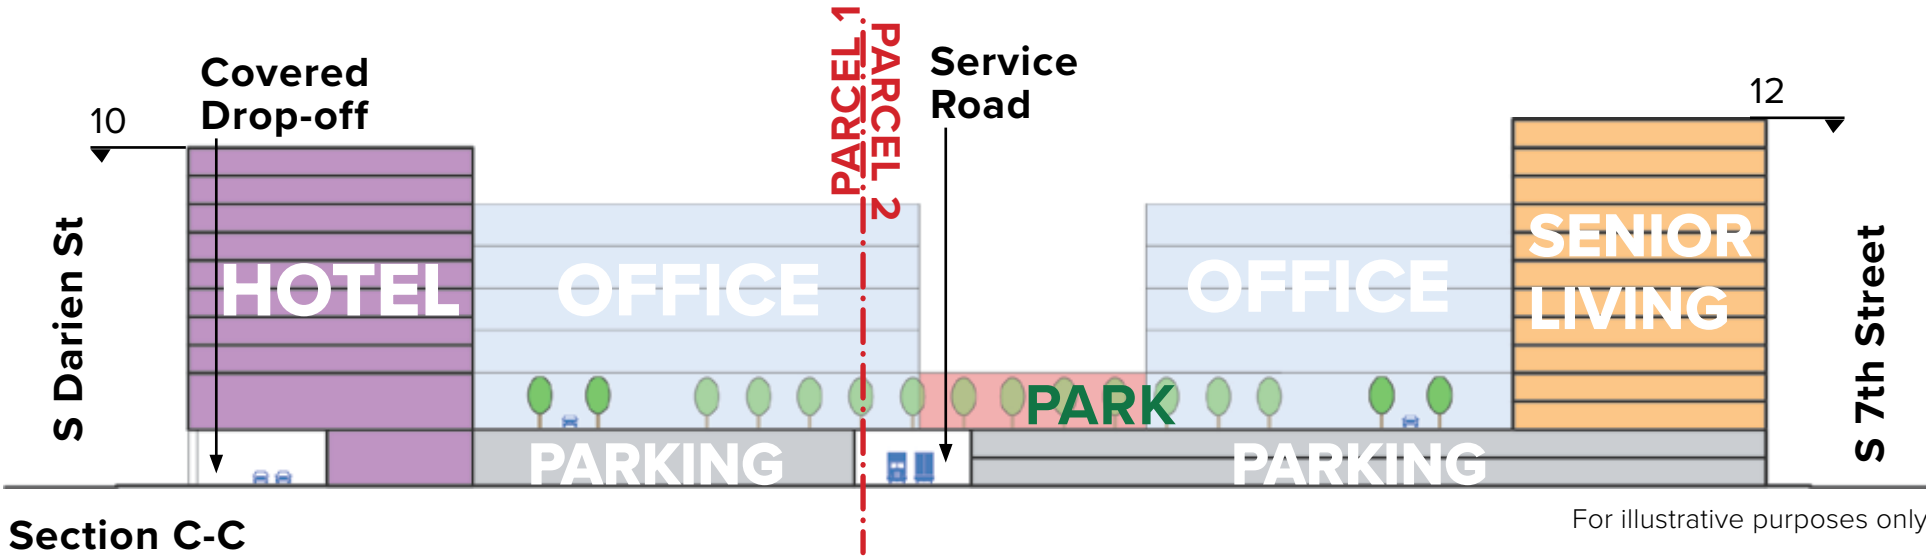 PARCEL 1
PARCEL 2
Covered
Drop-off
Service
Road
10
12
S Darien St
HOTEL
OFFICE
OFFICE
SENIOR
LIVING
S 7th Street
PARK
PARKING
PARKING
Section C-C
For illustrative purposes only